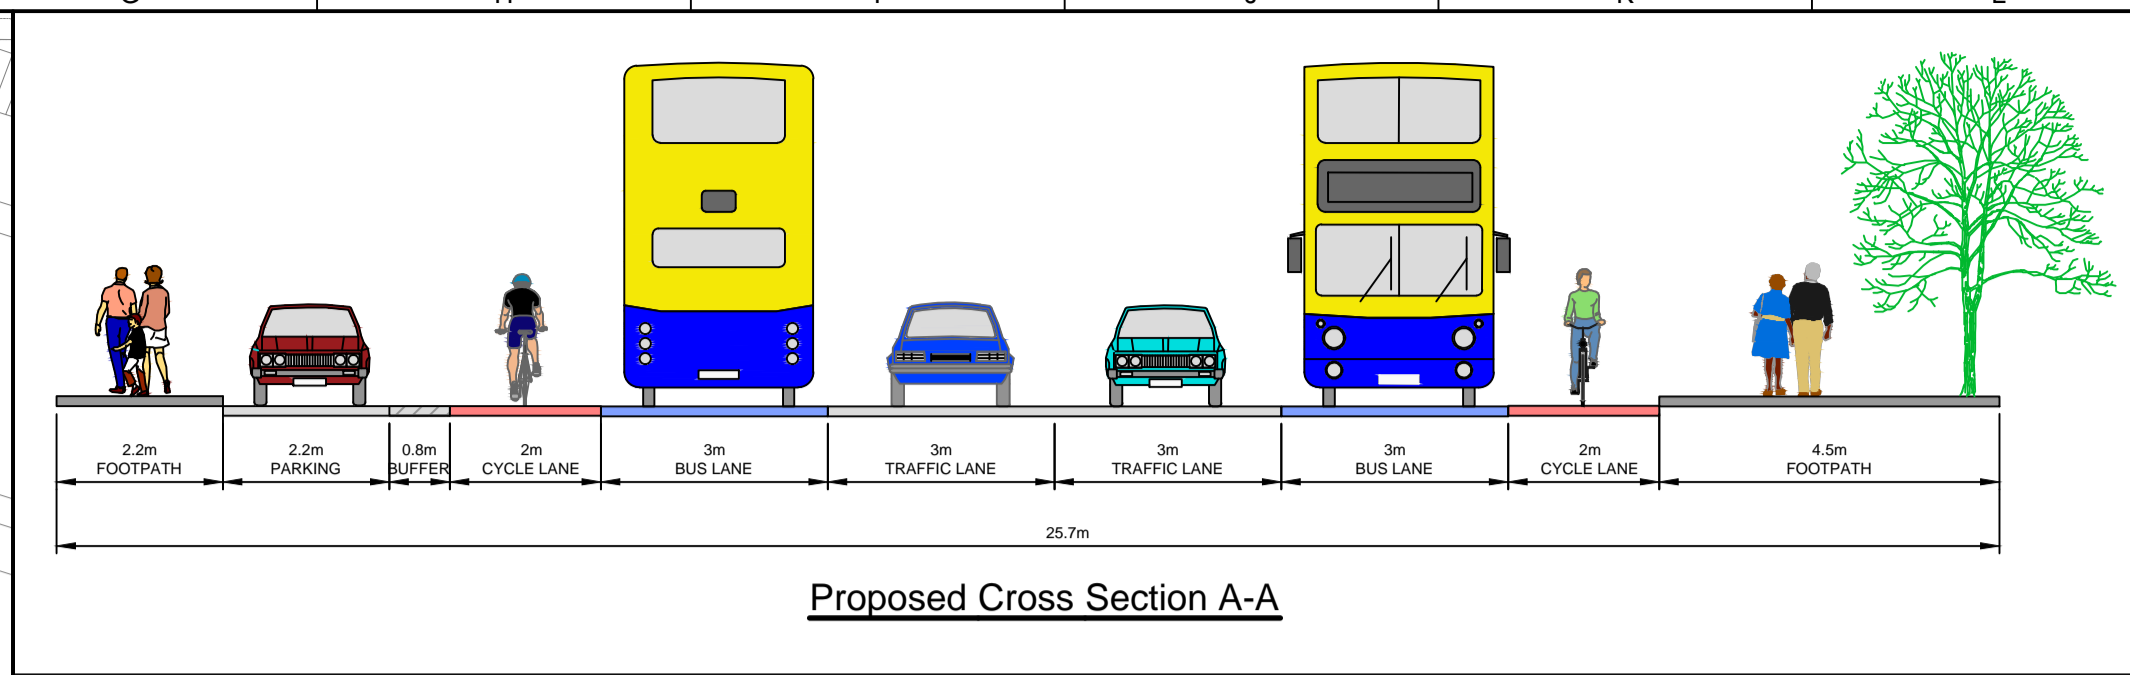 2.2m
FOOTPATH
2.2m
PARKING
0.8m
BUFFER
2m
CYCLE LANE
3m
BUS LANE
3m
TRAFFIC LANE
3m
TRAFFIC LANE
3m
BUS LANE
2m
CYCLE LANE
4.5m
FOOTPATH
25.7m
Proposed Cross Section A-A